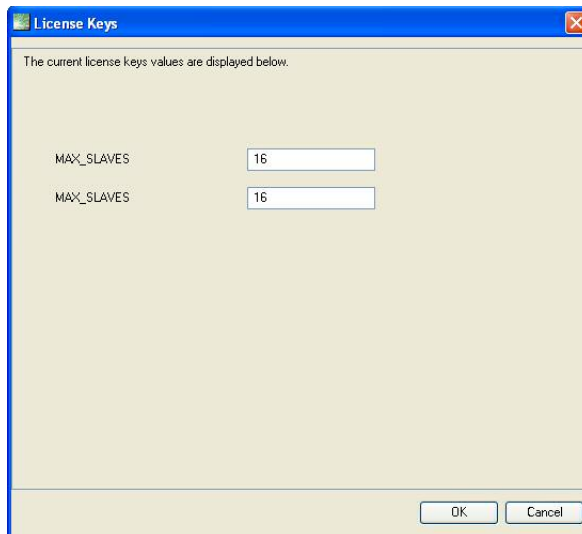 License Keys
The current license keys values are displayed below.
MAX_SLAVES 16
MAX_SLAVES 16
OK Cancel